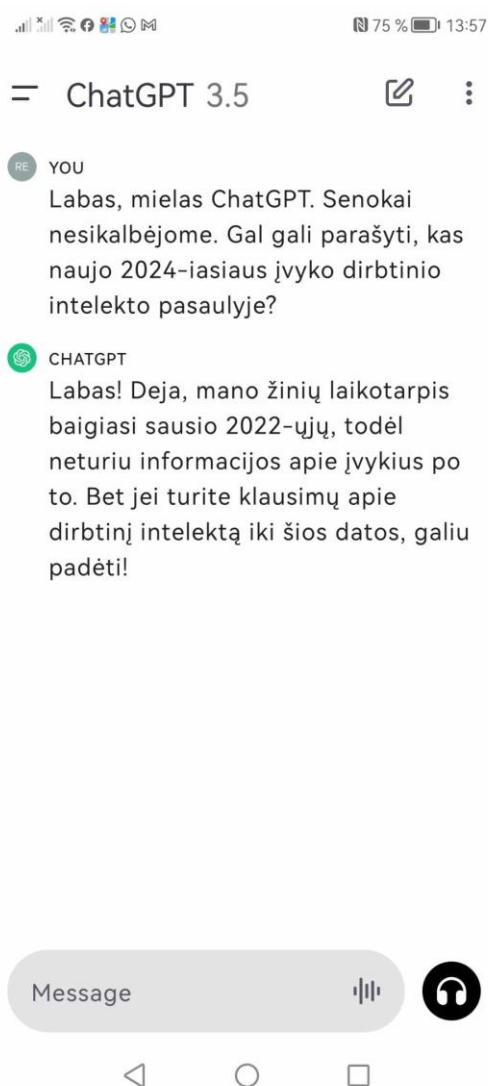 75 % 13:57
ChatGPT 3.5
RE YOU
Labas, mielas ChatGPT. Senokai
nesikalbėjome. Gal gali parašyti, kas
naujo 2024-iasiaus įvyko dirbtinio
intelekto pasaulyje?
CHATGPT
Labas! Deja, mano žinių laikotarpis
baigiasi sausio 2022-ųjų, todėl
neturiu informacijos apie įvykius po
to. Bet jei turite klausimų apie
dirbtinį intelektą iki šios datos, galiu
padėti!
Message